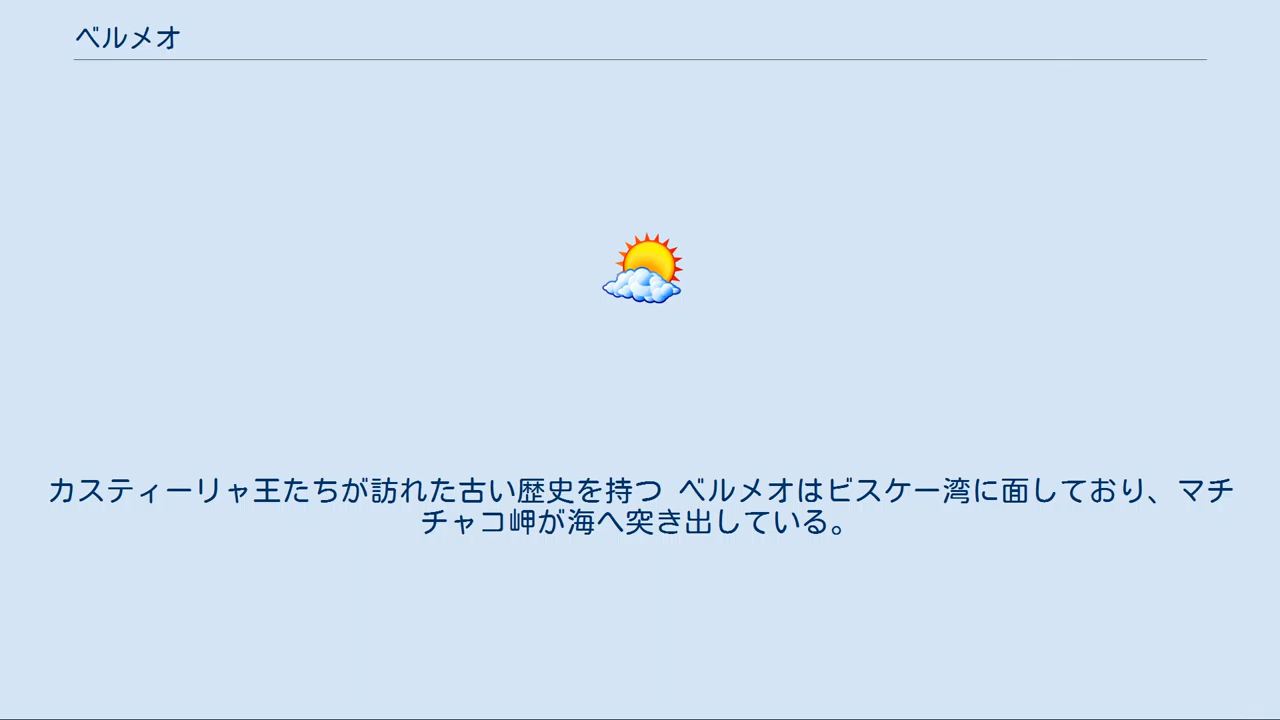 ベルメオ
カスティーリャ王たちが訪れた古い歴史を持つ ベルメオはビスケー湾に面しており、マチ
チャコ岬が海へ突き出している。